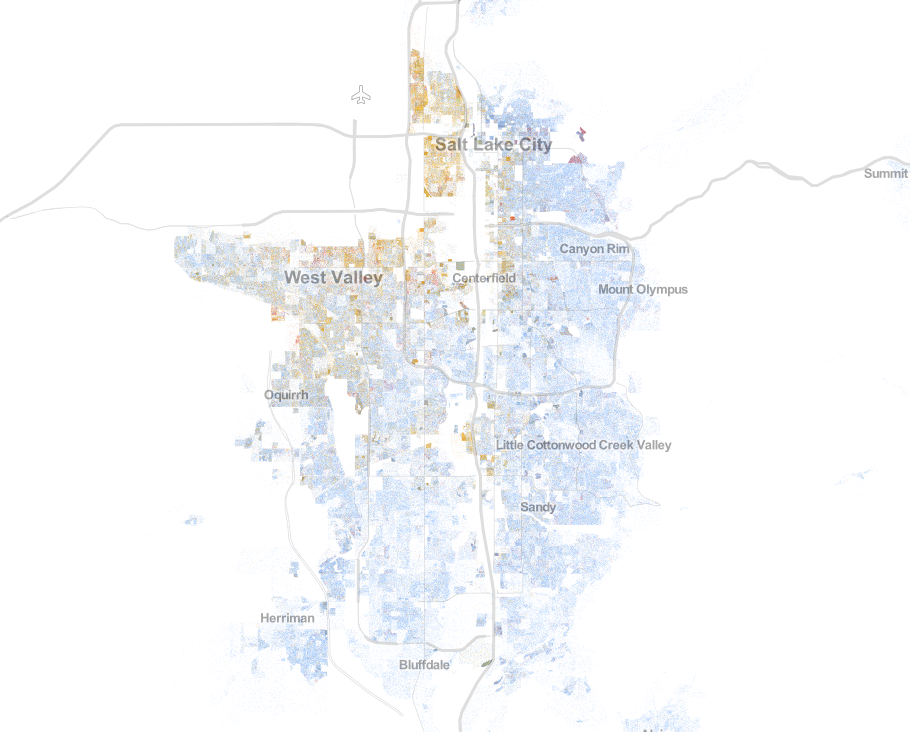 Salt Lake City
Summit
Canyon Rim
West Valley
Centerfield
Mount Olympus
Oquirrh
Little Cottonwood Creek Valley
Sandy
Herriman
Bluffdale